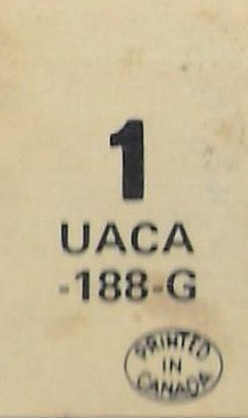 1
UACA
-188-G
PRINTED
IN
CANADA